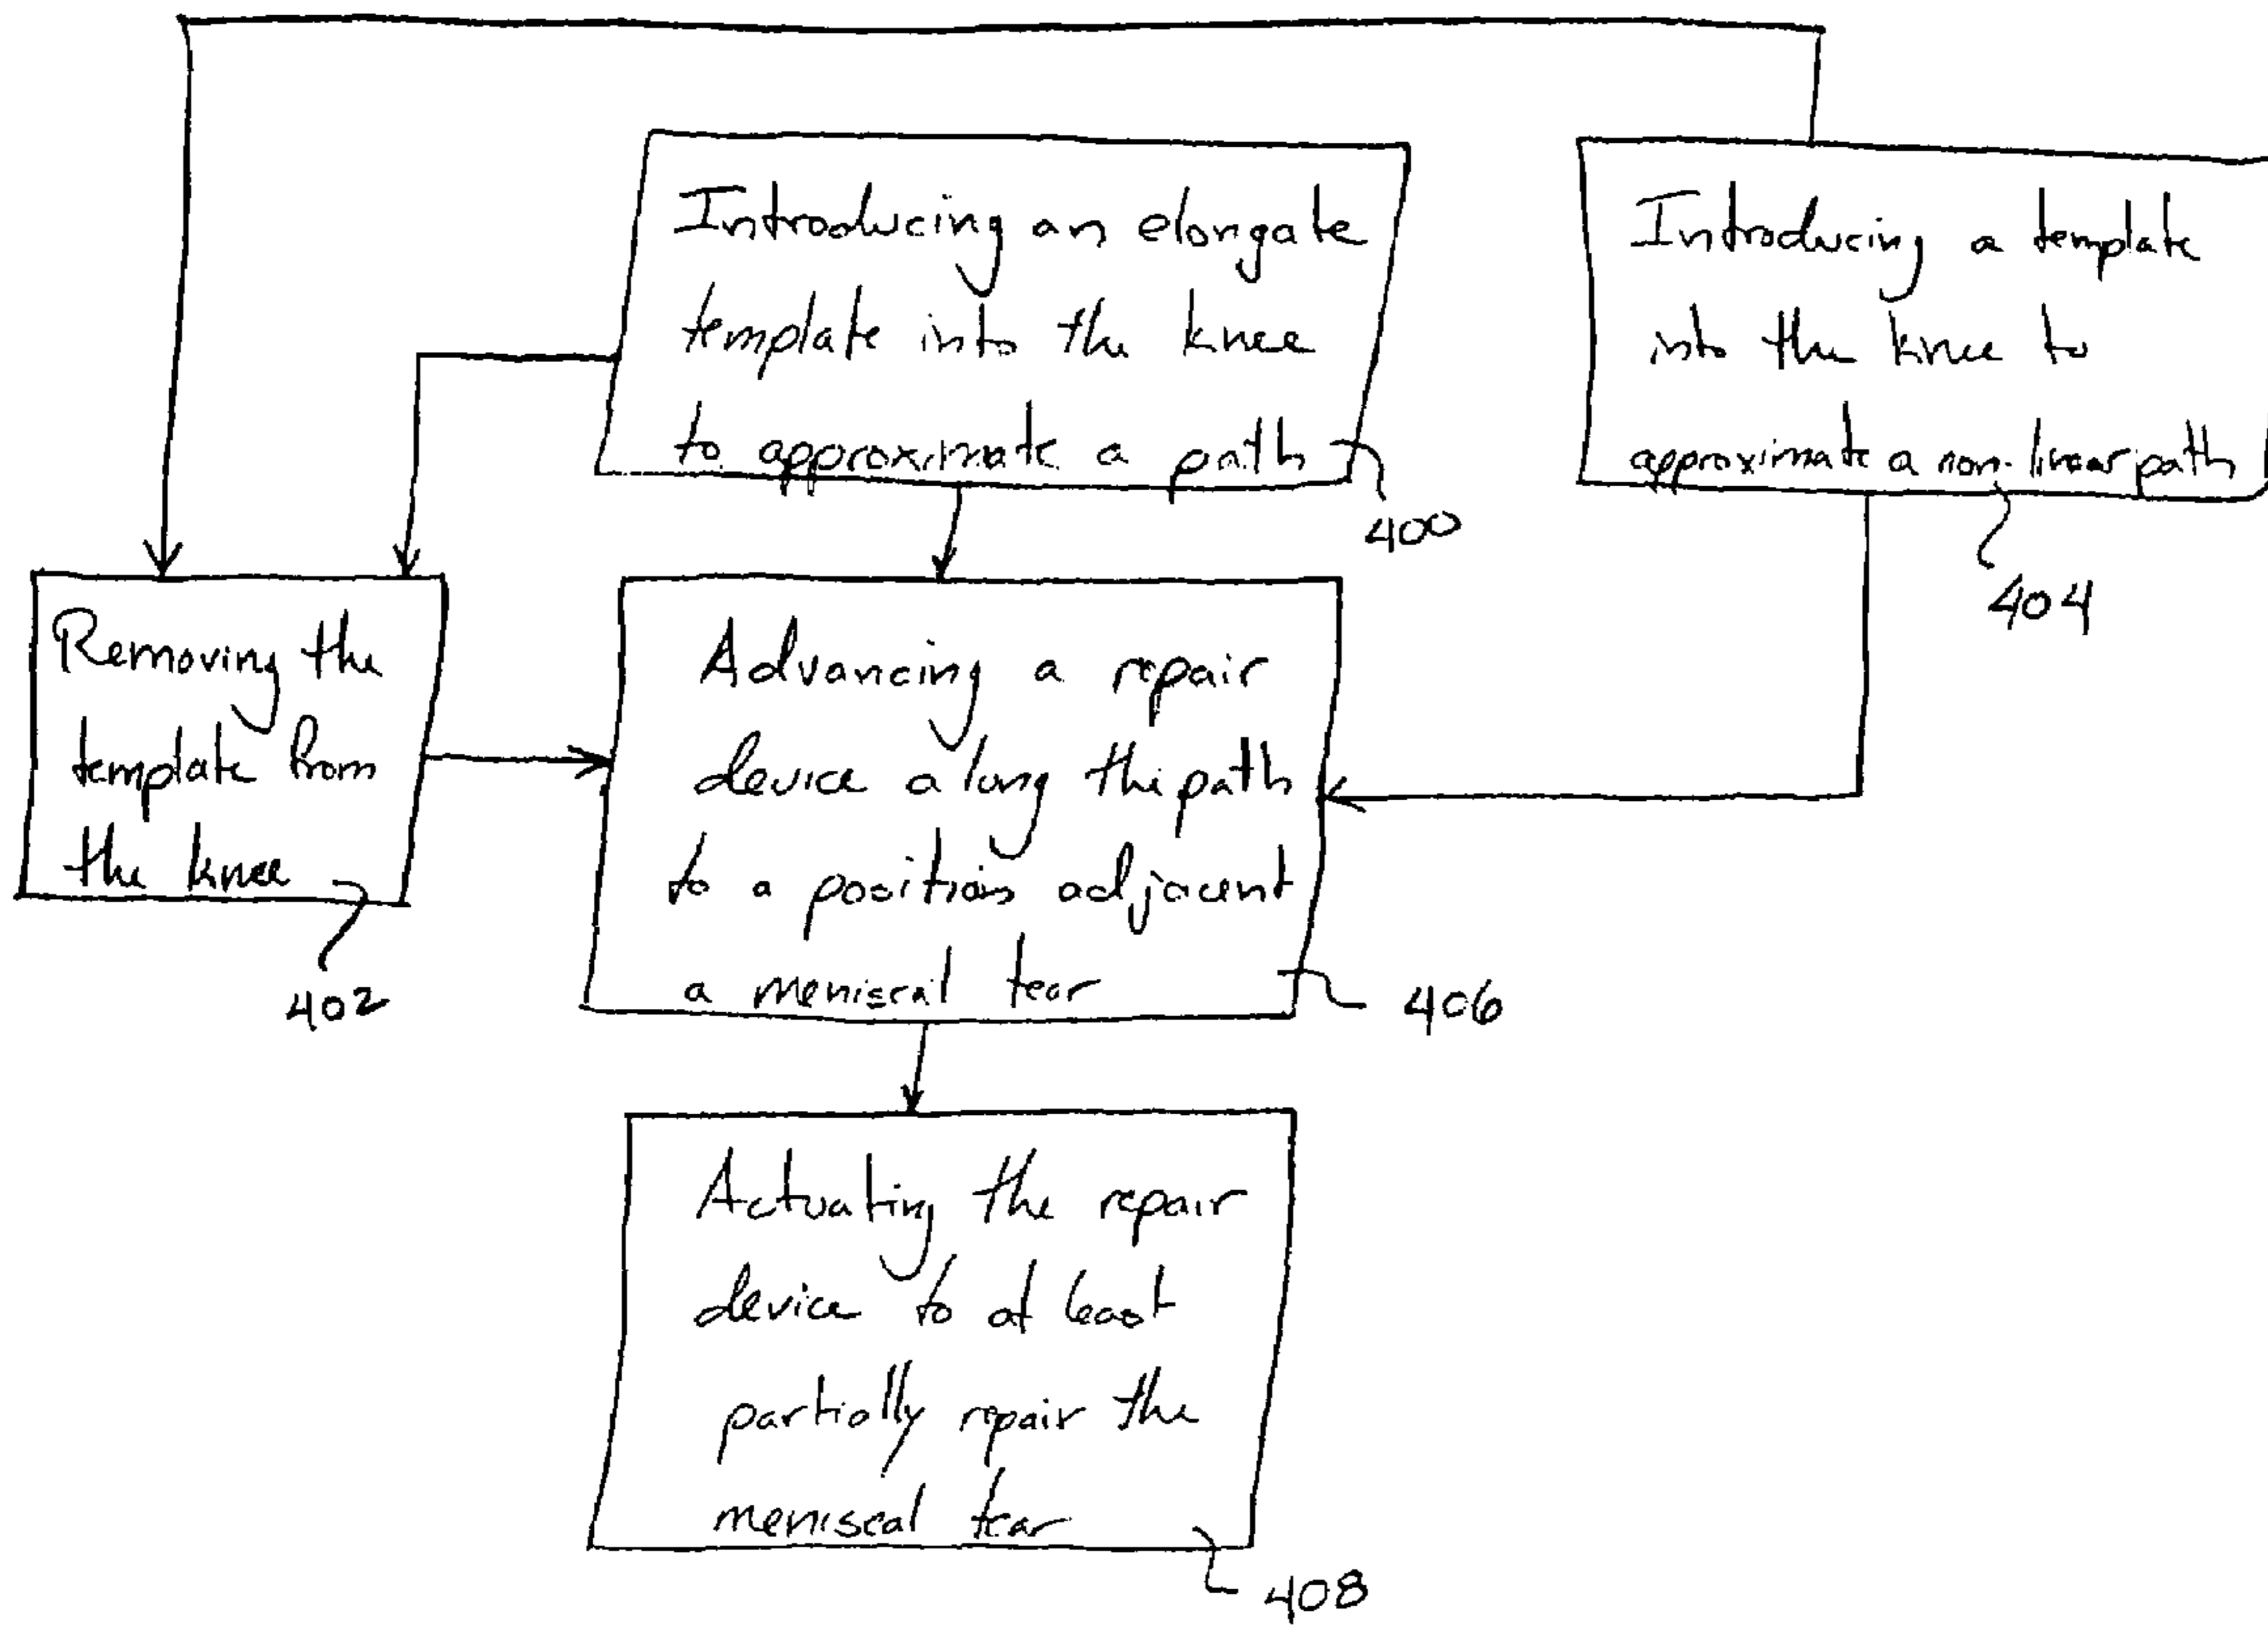 Introducing an elongate
template into the knee
to approximate a path
400
Introducing a template
into the knee to
approximate a non-linear path
404
Removing the
template from
the knee
402
Advancing a repair
device along the path
to a position adjacent
a meniscal tear
406
Actuating the repair
device to at least
partially repair the
meniscal tear
408